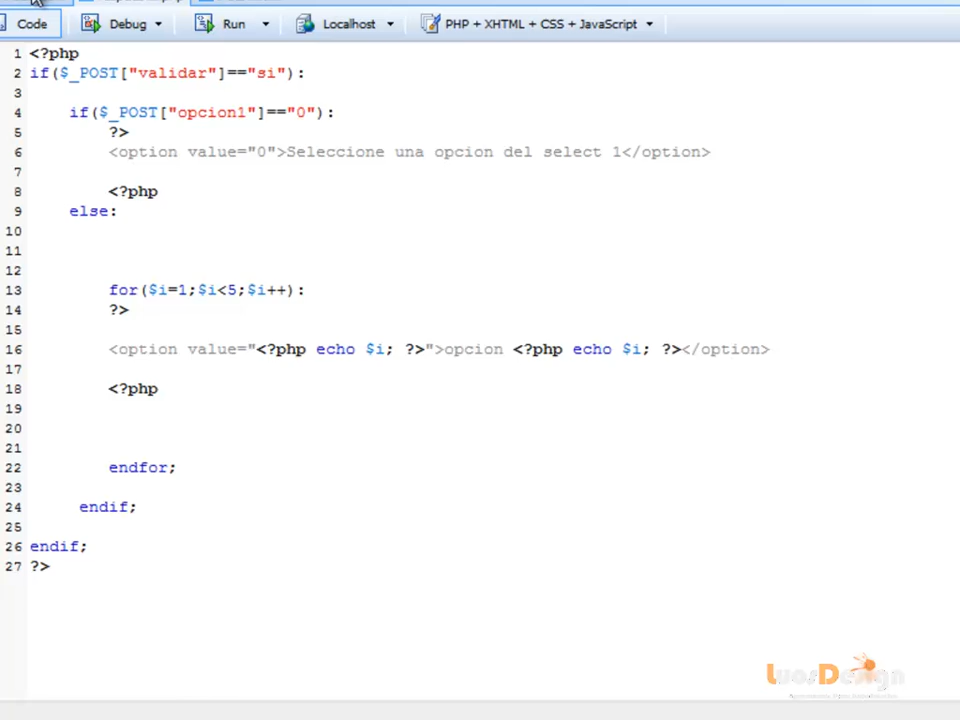 Code Debug Run Localhost PHP + XHTML + CSS + JavaScript
1 <?php
2 if($_POST["validar"]=="si"):
3
4 if($_POST["opcion1"]=="0"):
5 ?>
6 <option value="0">Seleccione una opcion del select 1</option>
7
8 <?php
9 else:
10
11
12
13 for($i=1;$i<5;$i++):
14 ?>
15
16 <option value="<?php echo $i; ?>">opcion <?php echo $i; ?></option>
17
18 <?php
19
20
21
22 endfor;
23
24 endif;
25
26 endif;
27 ?>
LuosDesign